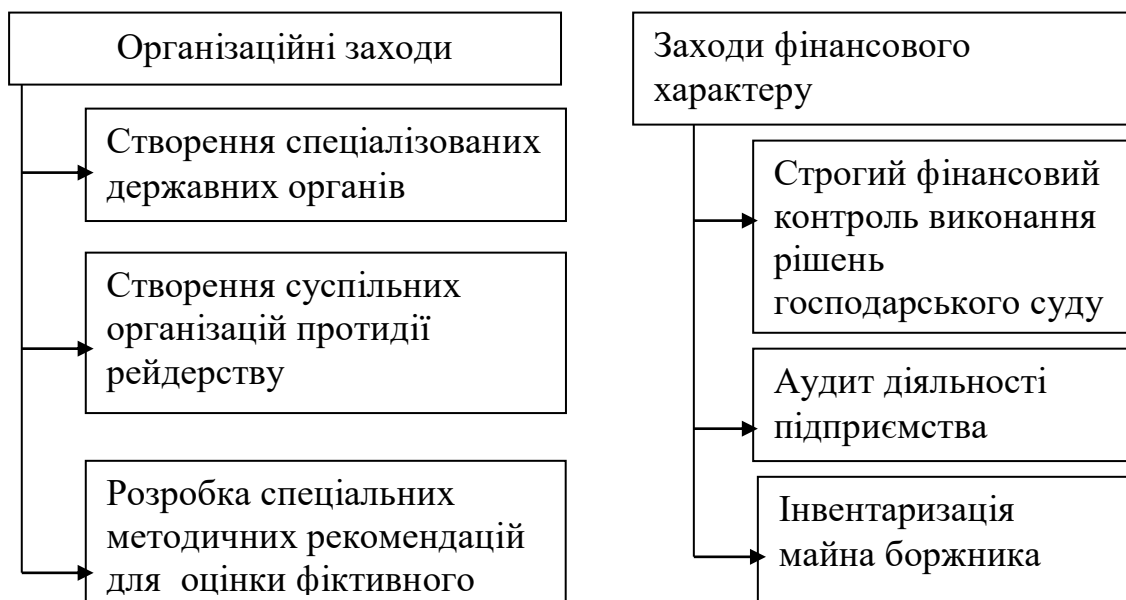 Організаційні заходи
Створення спеціалізованих
державних органів
Створення суспільних
організацій протидії
рейдерству
Розробка спеціальних
методичних рекомендацій
для оцінки фіктивного
Заходи фінансового
характеру
Строгий фінансовий
контроль виконання
рішень
господарського суду
Аудит діяльності
підприємства
Інвентаризація
майна боржника